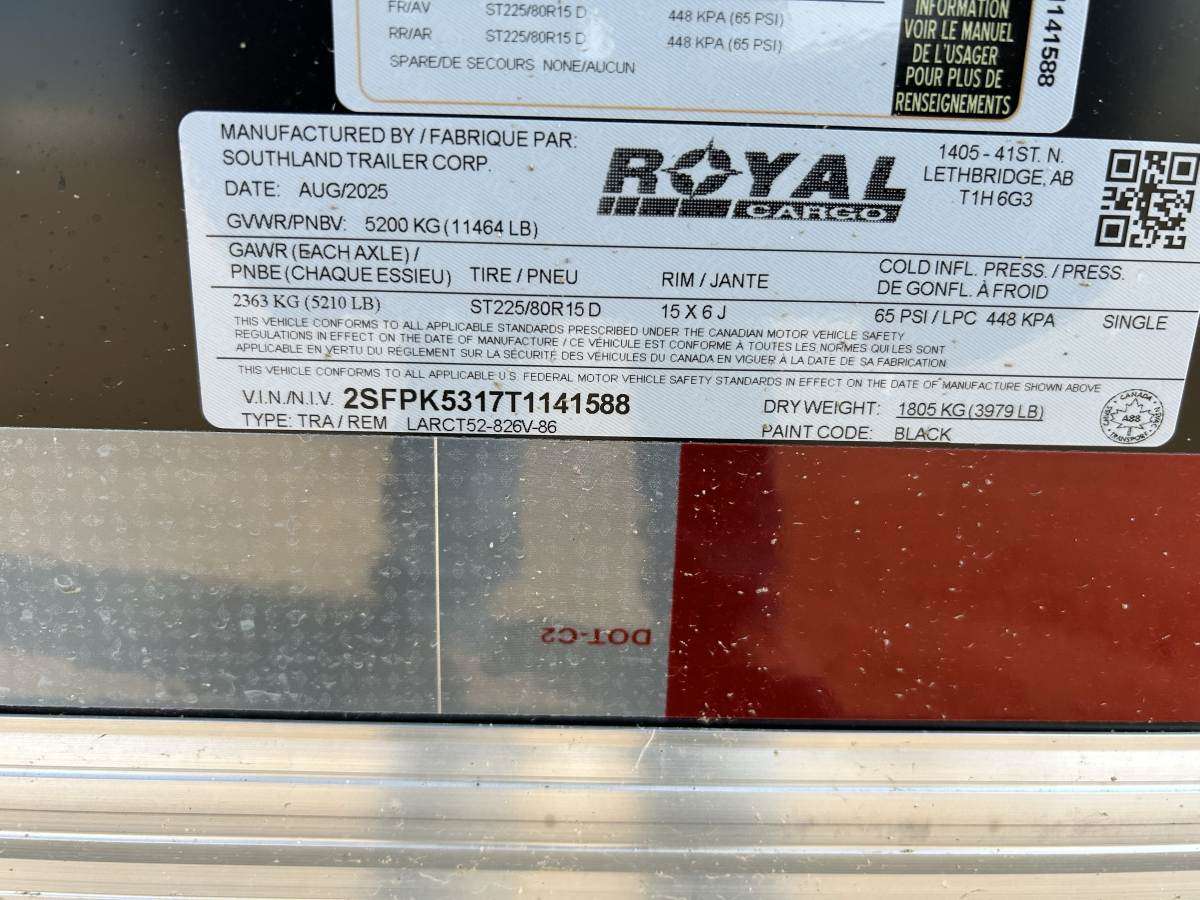 FR/AV ST225/80R15 D 448 KPA (65 PSI)
RR/AR ST225/80R15 D 448 KPA (65 PSI)
SPARE/DE SECOURS NONE/AUCUN
INFORMATION
VOIR LE MANUEL
DE L'USAGER
POUR PLUS DE
RENSEIGNEMENTS
1141588
MANUFACTURED BY / FABRIQUE PAR:
SOUTHLAND TRAILER CORP.
DATE: AUG/2025
GVWR/PNBV: 5200 KG (11464 LB)
ROYAL
CARGO
1405 - 41ST. N.
LETHBRIDGE, AB
T1H 6G3
GAWR (EACH AXLE) /
PNBE (CHAQUE ESSIEU) TIRE / PNEU RIM / JANTE
COLD INFL. PRESS. / PRESS.
DE GONFL. À FROID
2363 KG (5210 LB) ST225/80R15 D 15 X 6 J 65 PSI / LPC 448 KPA SINGLE
THIS VEHICLE CONFORMS TO ALL APPLICABLE STANDARDS PRESCRIBED UNDER THE CANADIAN MOTOR VEHICLE SAFETY
REGULATIONS IN EFFECT ON THE DATE OF MANUFACTURE / CE VÉHICULE EST CONFORME À TOUTES LES NORMES QUI LES SONT
APPLICABLE EN VERTU DU RÉGLEMENT SUR LA SÉCURITÉ DES VÉHICULES DU CANADA EN VIGUER À LA DATE DE SA FABRICATION
THIS VEHICLE CONFORMS TO ALL APPLICABLE U.S. FEDERAL MOTOR VEHICLE SAFETY STANDARDS IN EFFECT ON THE DATE OF MANUFACTURE SHOWN ABOVE
V.I.N./N.I.V. 2SFPK5317T1141588 DRY WEIGHT: 1805 KG (3979 LB)
TYPE: TRA / REM LARCT52-826V-86 PAINT CODE: BLACK
CANADA
A88
TRANSPORT
DOT-C2